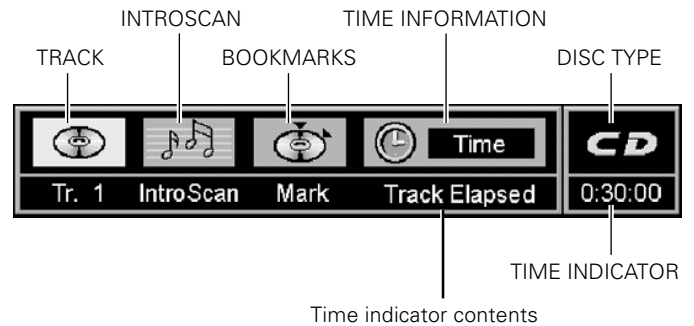 INTROSCAN TIME INFORMATION
TRACK BOOKMARKS DISC TYPE
Time CD
Tr. 1 IntroScan Mark Track Elapsed 0:30:00
TIME INDICATOR
Time indicator contents